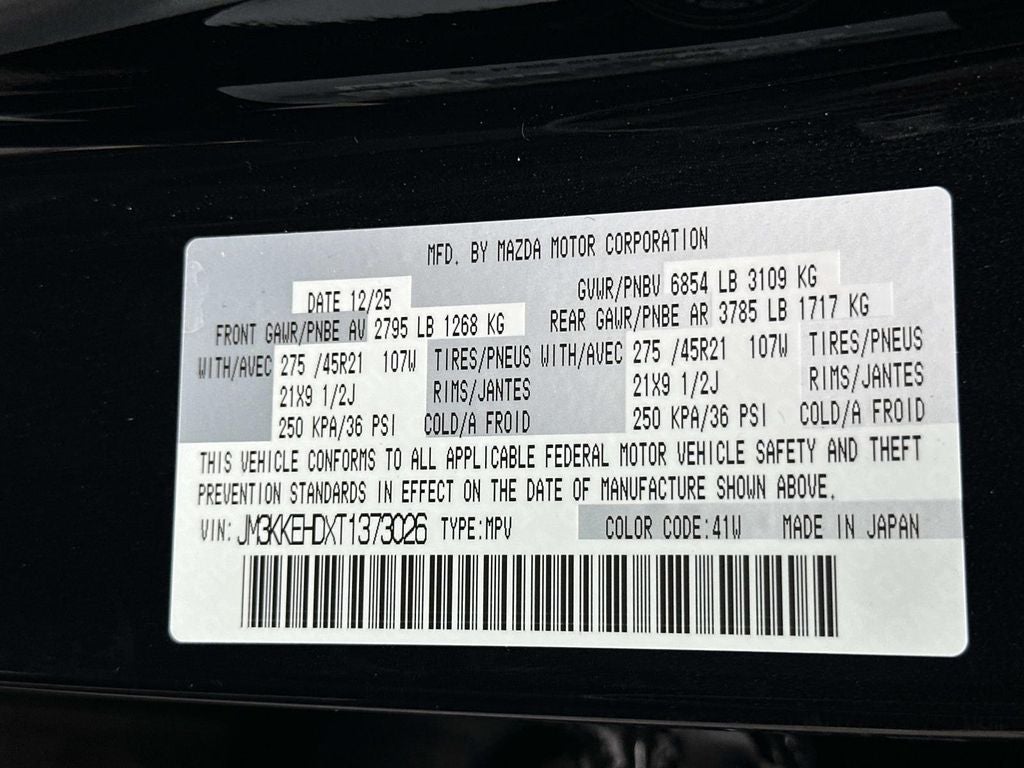 MFD. BY MAZDA MOTOR CORPORATION
DATE 12/25 GVWR/PNBV 6854 LB 3109 KG
FRONT GAWR/PNBE AV 2795 LB 1268 KG REAR GAWR/PNBE AR 3785 LB 1717 KG
WITH/AVEC 275 /45R21 107W TIRES/PNEUS WITH/AVEC 275 /45R21 107W TIRES/PNEUS
21X9 1/2J RIMS/JANTES 21X9 1/2J RIMS/JANTES
250 KPA/36 PSI COLD/A FROID 250 KPA/36 PSI COLD/A FROID
THIS VEHICLE CONFORMS TO ALL APPLICABLE FEDERAL MOTOR VEHICLE SAFETY AND THEFT
PREVENTION STANDARDS IN EFFECT ON THE DATE OF MANUFACTURE SHOWN ABOVE.
VIN: JM3KKEHDXT1373026 TYPE:MPV COLOR CODE:41W MADE IN JAPAN